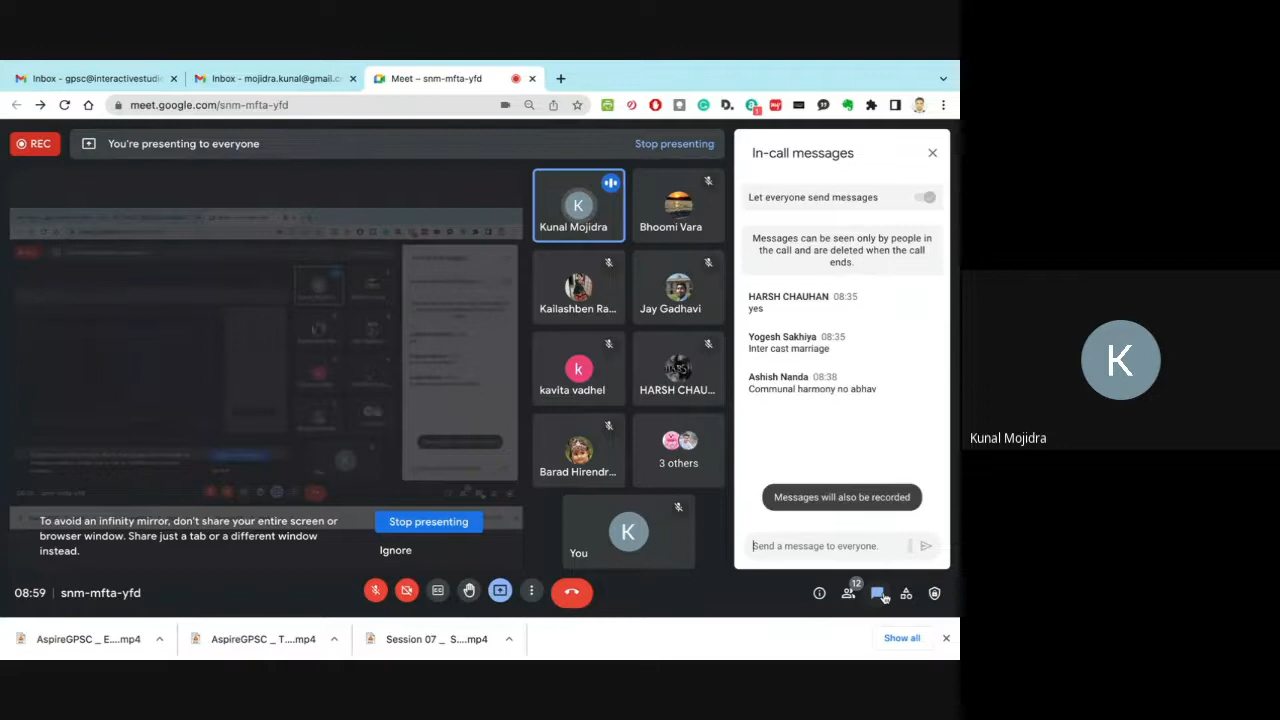 Inbox - gpsc@interactivestudi
Inbox - mojidra.kunal@gmail.c
Meet – snm-mfta-yfd
meet.google.com/snm-mfta-yfd
REC
You're presenting to everyone
Stop presenting
Kunal Mojidra
Bhoomi Vara
Kailashben Ra...
Jay Gadhavi
k
kavita vadhel
HARSH CHAU...
Barad Hirendr...
3 others
K
You
K
To avoid an infinity mirror, don't share your entire screen or
browser window. Share just a tab or a different window
instead.
Stop presenting
Ignore
In-call messages
Let everyone send messages
Messages can be seen only by people in
the call and are deleted when the call
ends.
HARSH CHAUHAN 08:35
yes
Yogesh Sakhiya 08:35
Inter cast marriage
Ashish Nanda 08:38
Communal harmony no abhav
Messages will also be recorded
Send a message to everyone.
08:59 | snm-mfta-yfd
12
AspireGPSC _ E....mp4
AspireGPSC _ T....mp4
Session 07 _ S....mp4
Show all
K
Kunal Mojidra